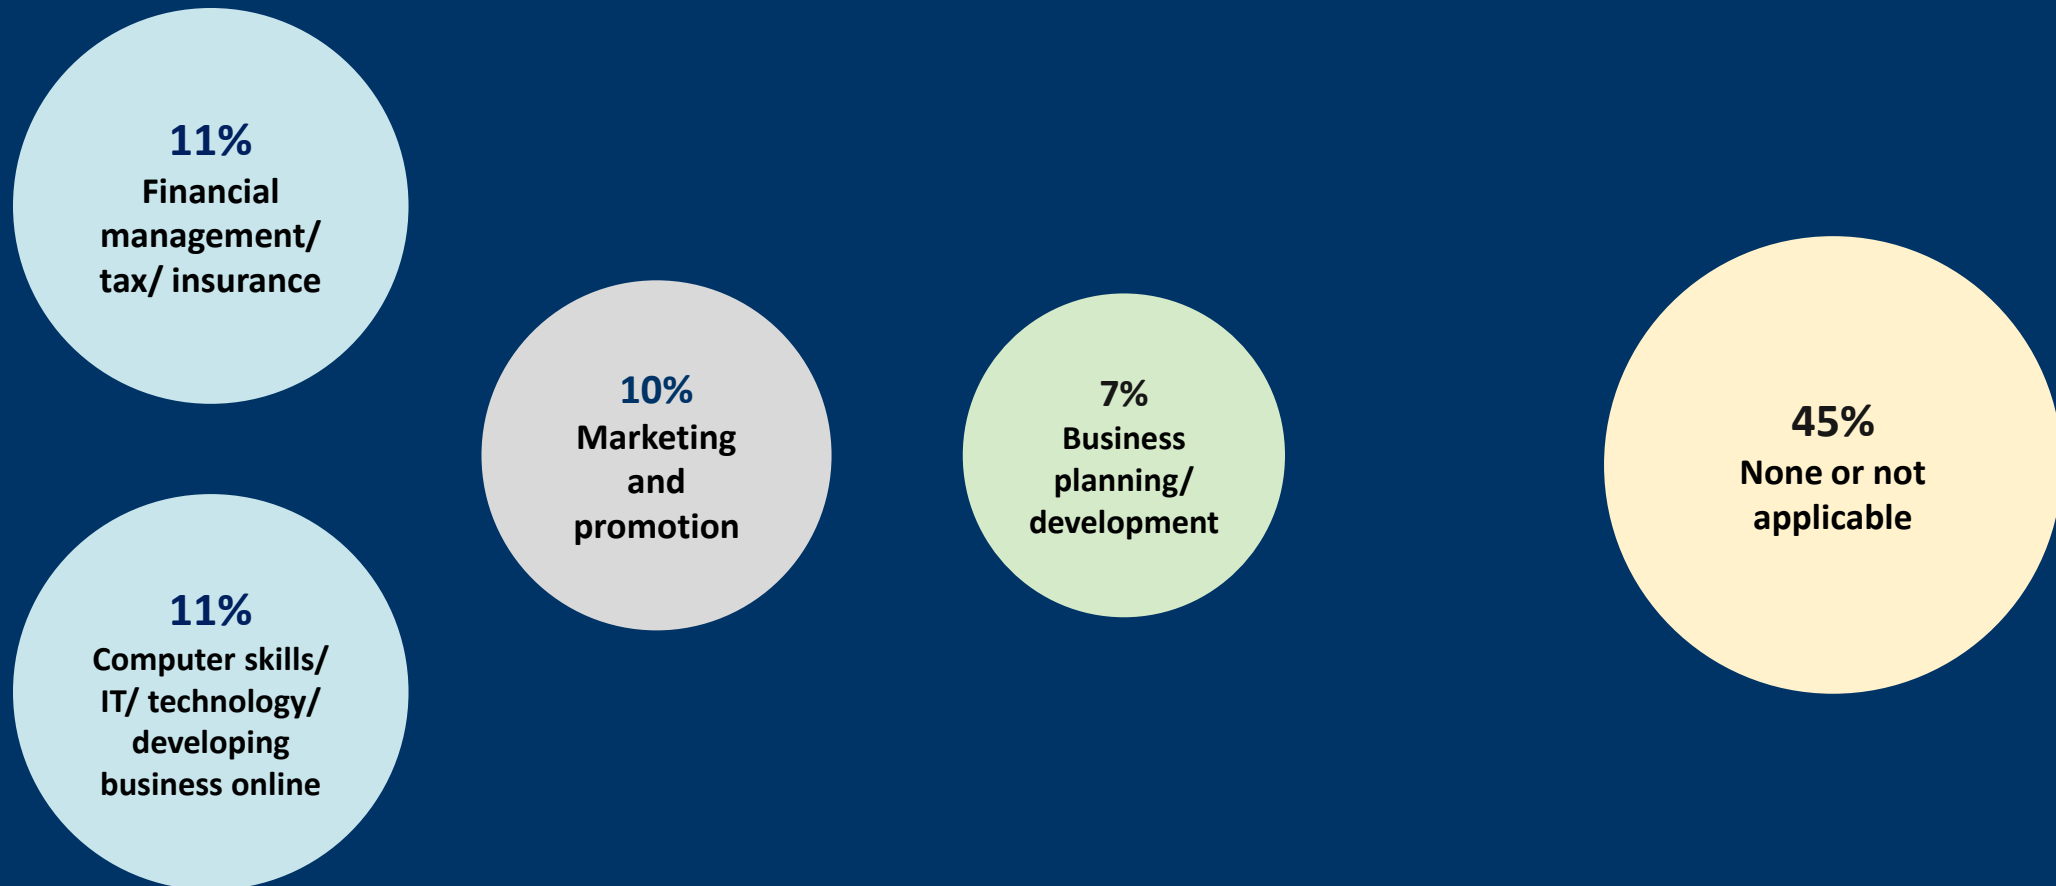 11%
Financial
management/
tax/ insurance
11%
Computer skills/
IT/ technology/
developing
business online
10%
Marketing
and
promotion
7%
Business
planning/
development
45%
None or not
applicable